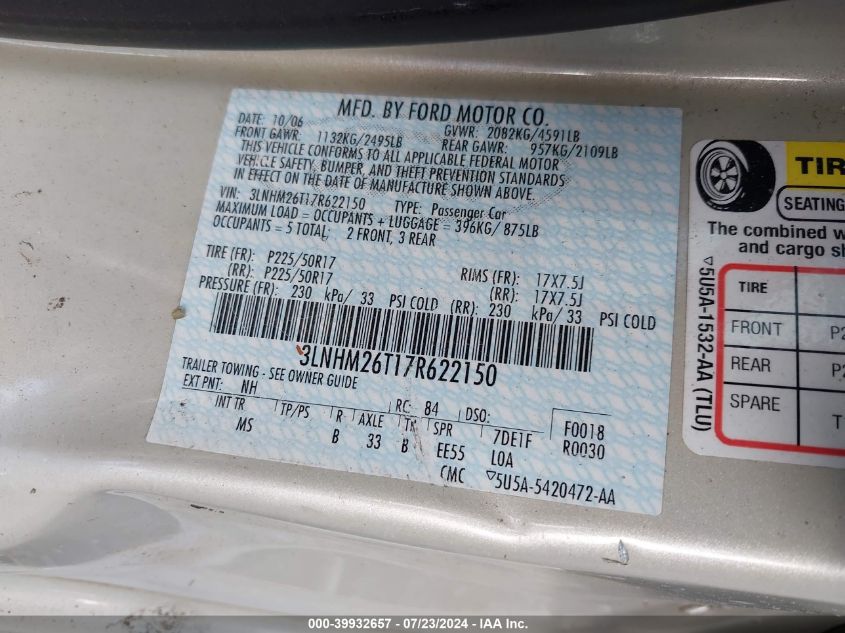 MFD. BY FORD MOTOR CO.
DATE: 10/06 GVWR: 2082KG/4591LB
FRONT GAWR: 1132KG/2495LB REAR GAWR: 957KG/2109LB
THIS VEHICLE CONFORMS TO ALL APPLICABLE FEDERAL MOTOR
VEHICLE SAFETY, BUMPER, AND THEFT PREVENTION STANDARDS
IN EFFECT ON THE DATE OF MANUFACTURE SHOWN ABOVE.
VIN: 3LNHM26T17R622150 TYPE: Passenger Car
MAXIMUM LOAD = OCCUPANTS + LUGGAGE = 396KG/ 875LB
OCCUPANTS = 5 TOTAL; 2 FRONT, 3 REAR
TIRE (FR): P225/50R17 RIMS (FR): 17X7.5J
(RR): P225/50R17 (RR): 17X7.5J
PRESSURE (FR): 230 kPa/ 33 PSI COLD (RR): 230 kPa/ 33 PSI COLD
3LNHM26T17R622150
TRAILER TOWING - SEE OWNER GUIDE
EXT PNT: NH RC: 84 DSO: F0018
INT TR TP/PS R AXLE TR SPR 7DE1F R0030
MS B 33 B EE55 L0A
CMC ▽5U5A-5420472-AA
TIR
SEATING
The combined w
and cargo sh
TIRE
FRONT P2
REAR P2
SPARE T
▽5U5A-1532-AA (TLU)
000-39932657 - 07/23/2024 - IAA Inc.